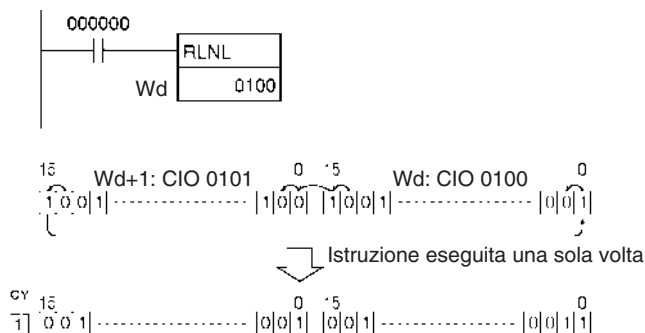 000000
RLNL
Wd 0100
15 Wd+1: CIO 0101 0 15 Wd: CIO 0100 0
1 0 0 1 1 0 0 1 0 0 1 0 0 1
Istruzione eseguita una sola volta
CY 15 0 15 0
1 0 0 1 0 0 1 0 0 1 0 0 1 1